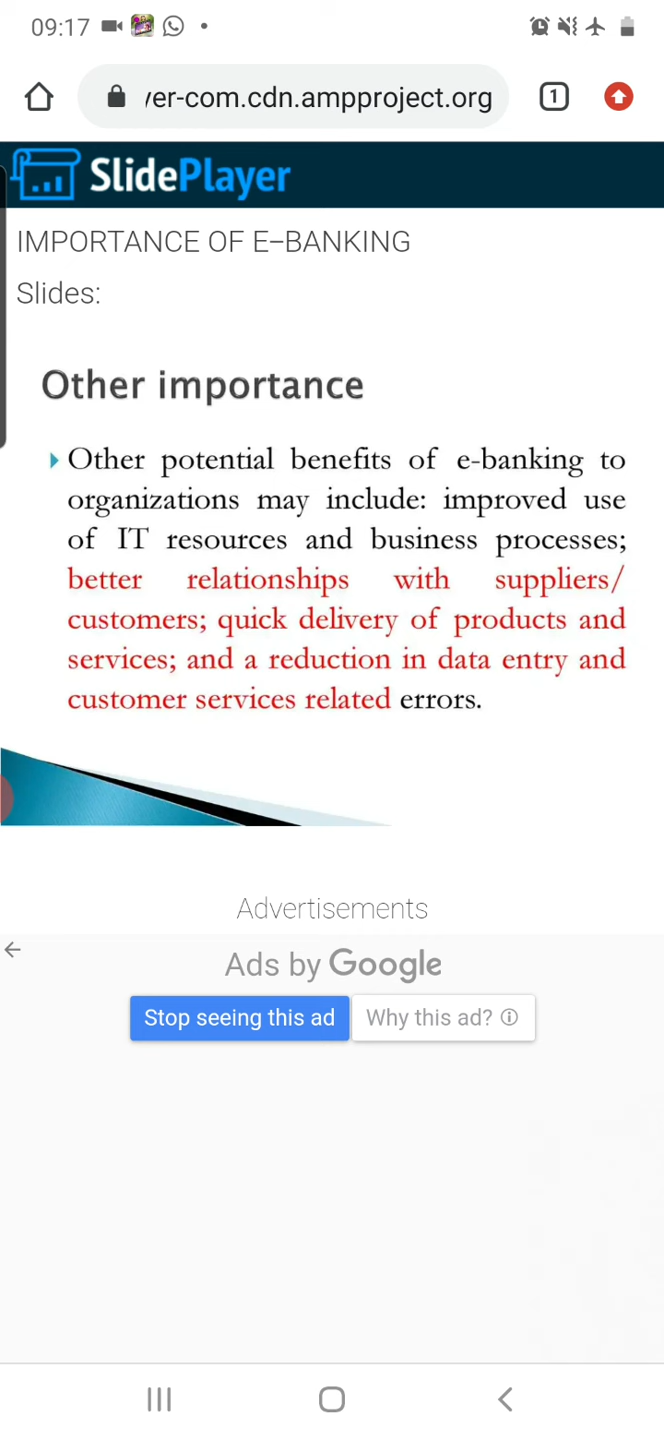 09:17
yer-com.cdn.ampproject.org
1
SlidePlayer
IMPORTANCE OF E-BANKING
Slides:
Other importance
Other potential benefits of e-banking to
organizations may include: improved use
of IT resources and business processes;
better relationships with suppliers/
customers; quick delivery of products and
services; and a reduction in data entry and
customer services related errors.
Advertisements
Ads by Google
Stop seeing this ad
Why this ad?